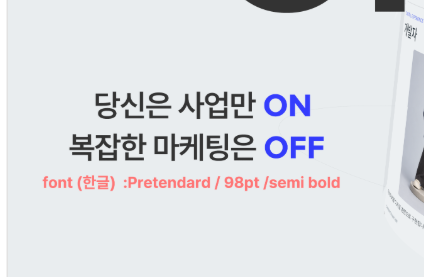 당신은 사업만 ON
복잡한 마케팅은 OFF
font (한글) :Pretendard / 98pt /semi bold